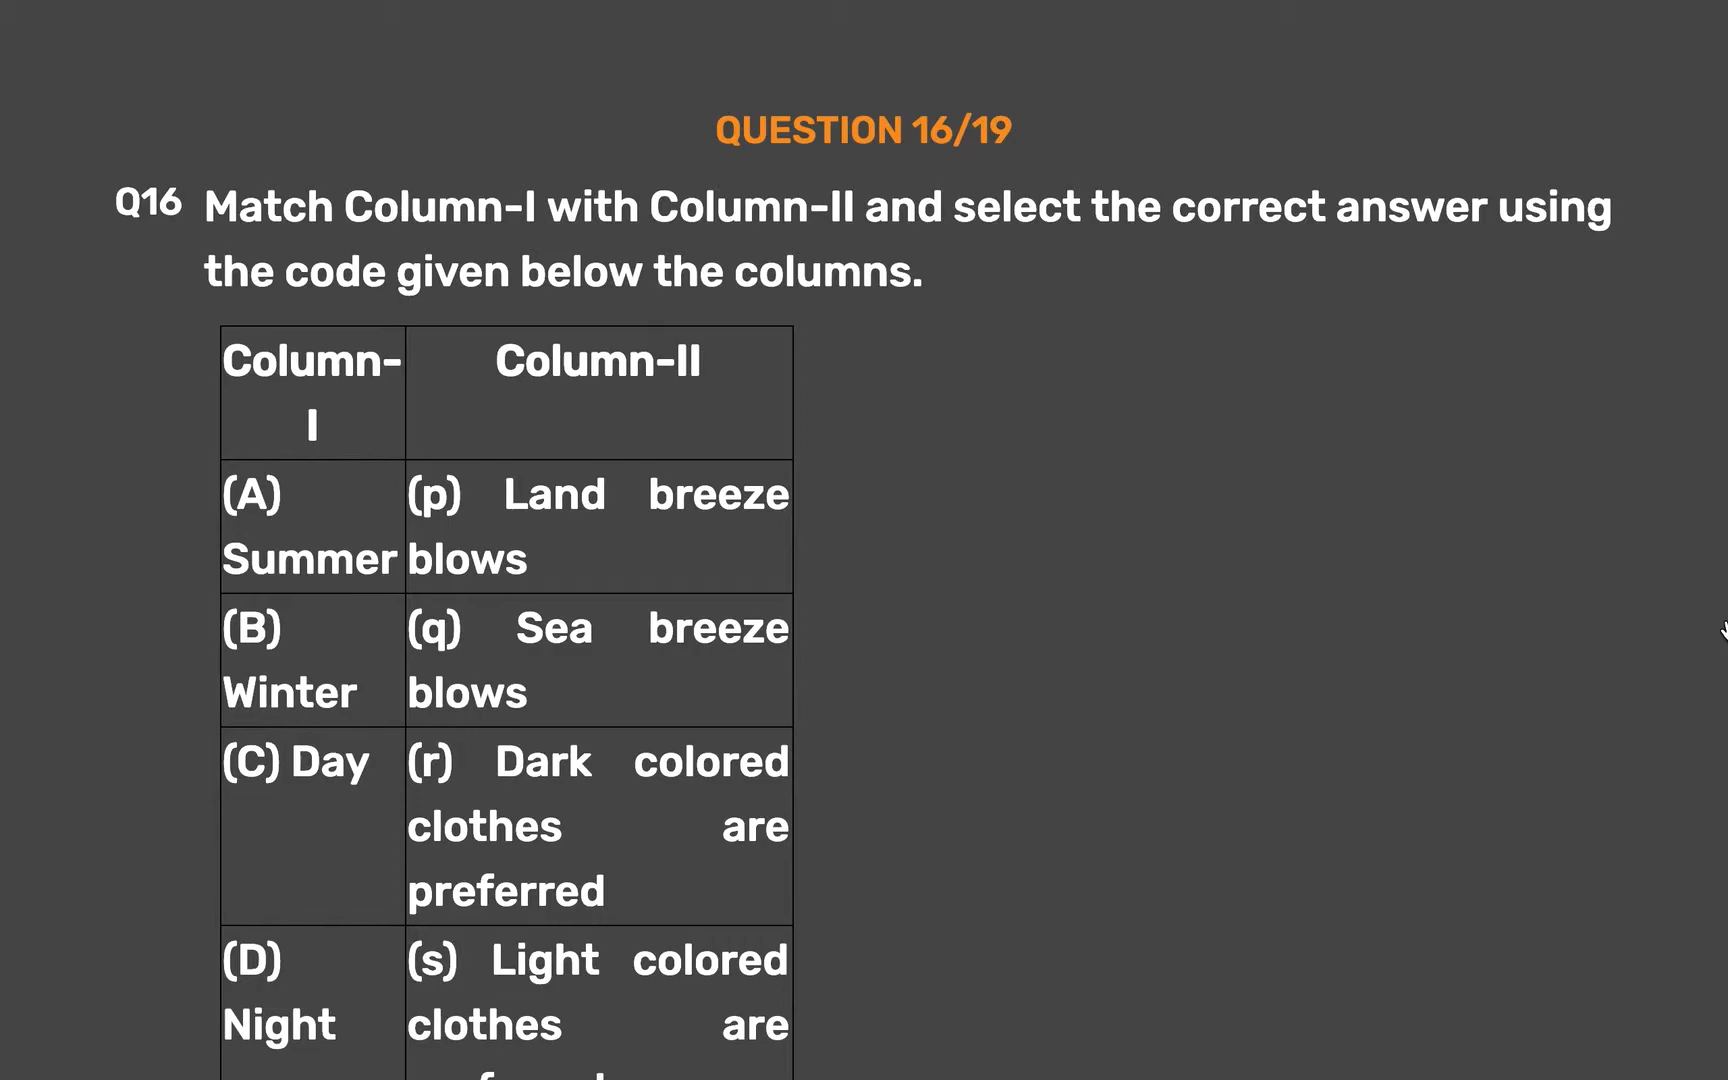 QUESTION 16/19
Q16 Match Column-I with Column-II and select the correct answer using
the code given below the columns.
Column-
I
Column-II
(A)
Summer
(p) Land breeze
blows
(B)
Winter
(q) Sea breeze
blows
(C) Day
(r) Dark colored
clothes are
preferred
(D)
Night
(s) Light colored
clothes are